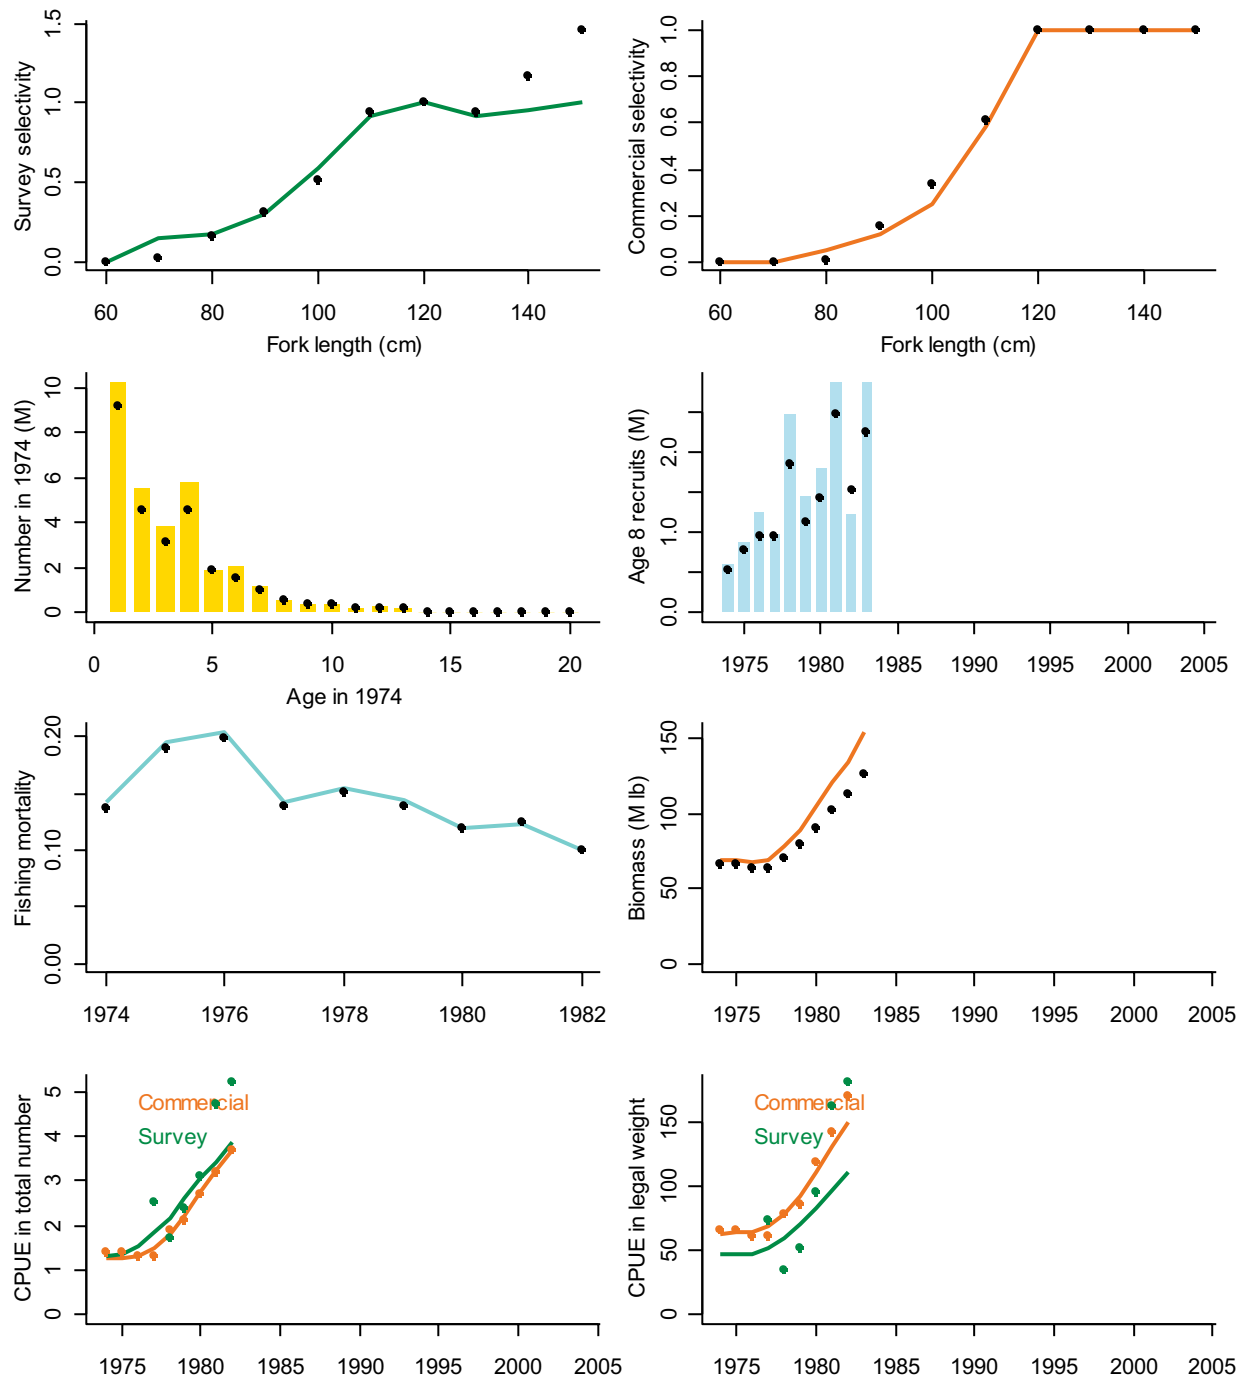 Survey selectivity
0.0 0.5 1.0 1.5
60 80 100 120 140
Fork length (cm)
Commercial selectivity
0.0 0.2 0.4 0.6 0.8 1.0
60 80 100 120 140
Fork length (cm)
Number in 1974 (M)
0 2 4 6 8 10
0 5 10 15 20
Age in 1974
Age 8 recruits (M)
0.0 1.0 2.0
1975 1980 1985 1990 1995 2000 2005
Fishing mortality
0.00 0.10 0.20
1974 1976 1978 1980 1982
Biomass (M lb)
0 50 100 150
1975 1980 1985 1990 1995 2000 2005
CPUE in total number
0 1 2 3 4 5
Commercial
Survey
1975 1980 1985 1990 1995 2000 2005
CPUE in legal weight
0 50 100 150
Commercial
Survey
1975 1980 1985 1990 1995 2000 2005